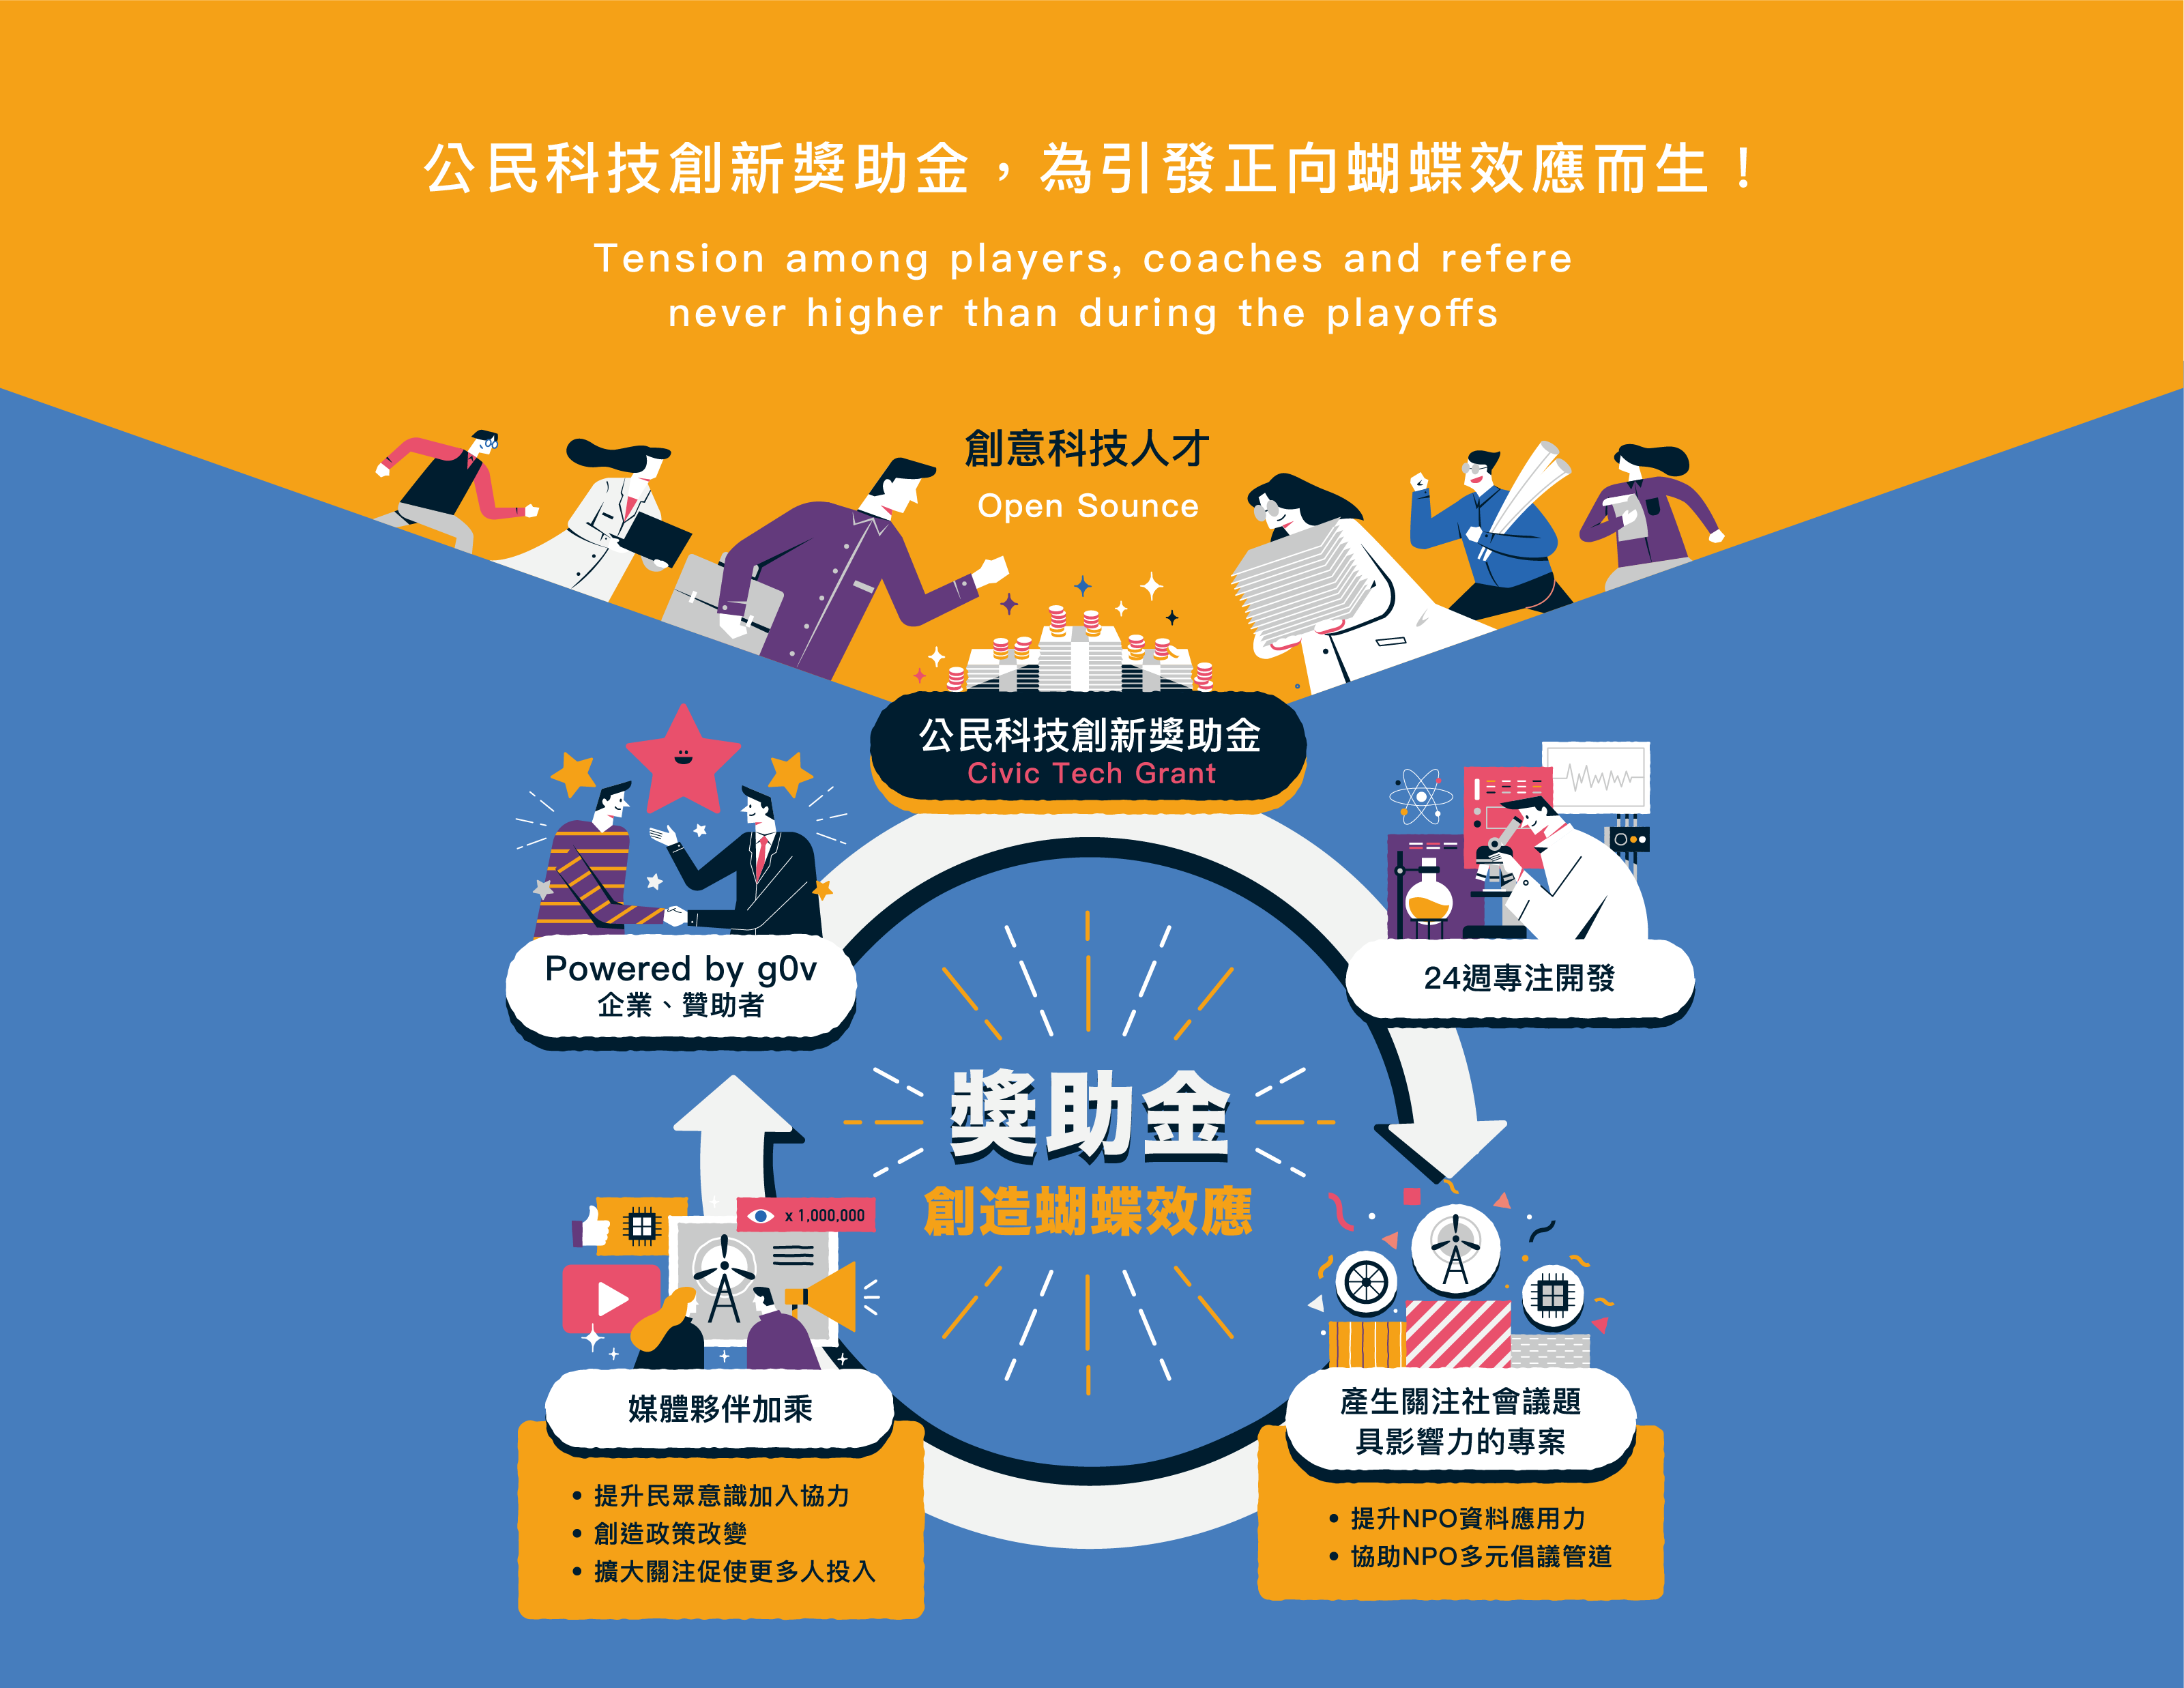 公民科技創新獎助金，為引發正向蝴蝶效應而生！
Tension among players, coaches and refere
never higher than during the playoffs
創意科技人才
Open Sounce
公民科技創新獎助金
Civic Tech Grant
Powered by g0v
企業、贊助者
24週專注開發
獎助金
創造蝴蝶效應
x 1,000,000
媒體夥伴加乘
• 提升民眾意識加入協力
• 創造政策改變
• 擴大關注促使更多人投入
產生關注社會議題
具影響力的專案
• 提升NPO資料應用力
• 協助NPO多元倡議管道